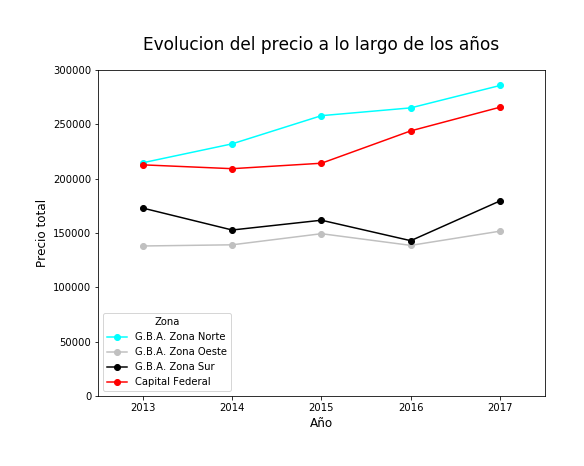 Evolucion del precio a lo largo de los años
Precio total
300000
250000
200000
150000
100000
50000
0
Zona
G.B.A. Zona Norte
G.B.A. Zona Oeste
G.B.A. Zona Sur
Capital Federal
2013 2014 2015 2016 2017
Año